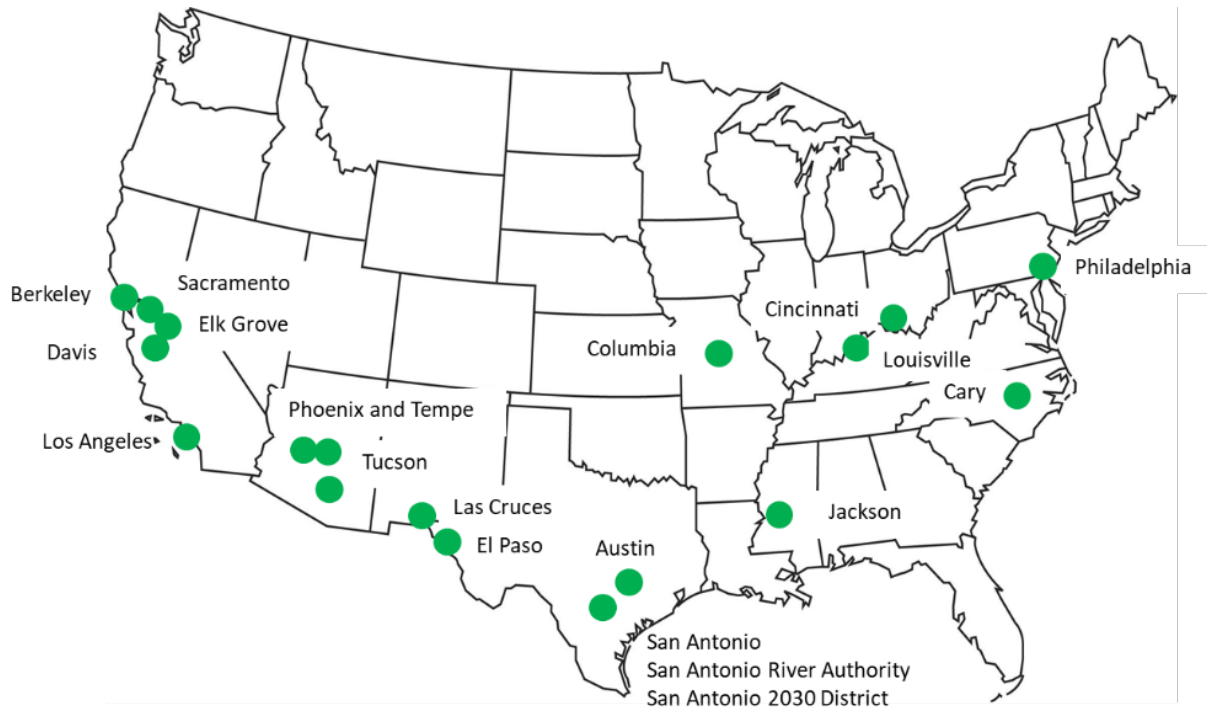 Philadelphia
Sacramento
Berkeley
Cincinnati
Elk Grove
Columbia
Davis
Louisville
Cary
Phoenix and Tempe
Los Angeles
Tucson
Las Cruces
Jackson
El Paso
Austin
San Antonio
San Antonio River Authority
San Antonio 2030 District